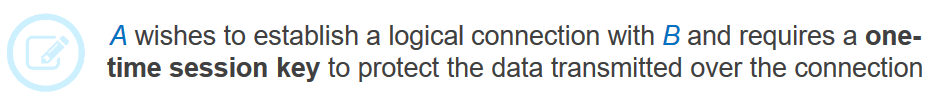 A wishes to establish a logical connection with B and requires a one-
time session key to protect the data transmitted over the connection